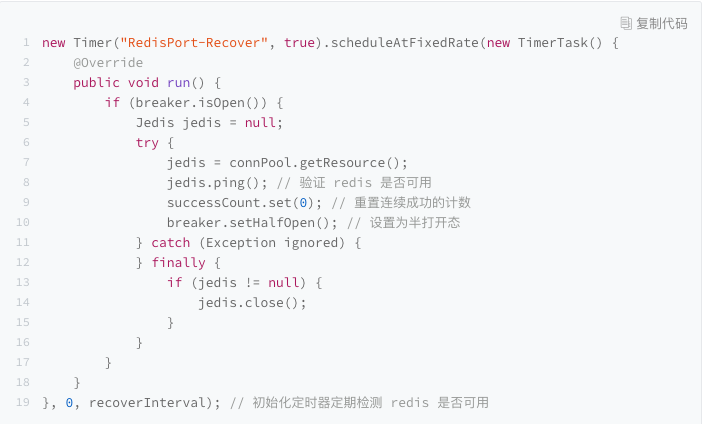 复制代码
1 new Timer("RedisPort-Recover", true).scheduleAtFixedRate(new TimerTask() {
2     @Override
3     public void run() {
4         if (breaker.isOpen()) {
5             Jedis jedis = null;
6             try {
7                 jedis = connPool.getResource();
8                 jedis.ping(); // 验证 redis 是否可用
9                 successCount.set(0); // 重置连续成功的计数
10                 breaker.setHalfOpen(); // 设置为半打开态
11             } catch (Exception ignored) {
12             } finally {
13                 if (jedis != null) {
14                     jedis.close();
15                 }
16             }
17         }
18     }
19 }, 0, recoverInterval); // 初始化定时器定期检测 redis 是否可用